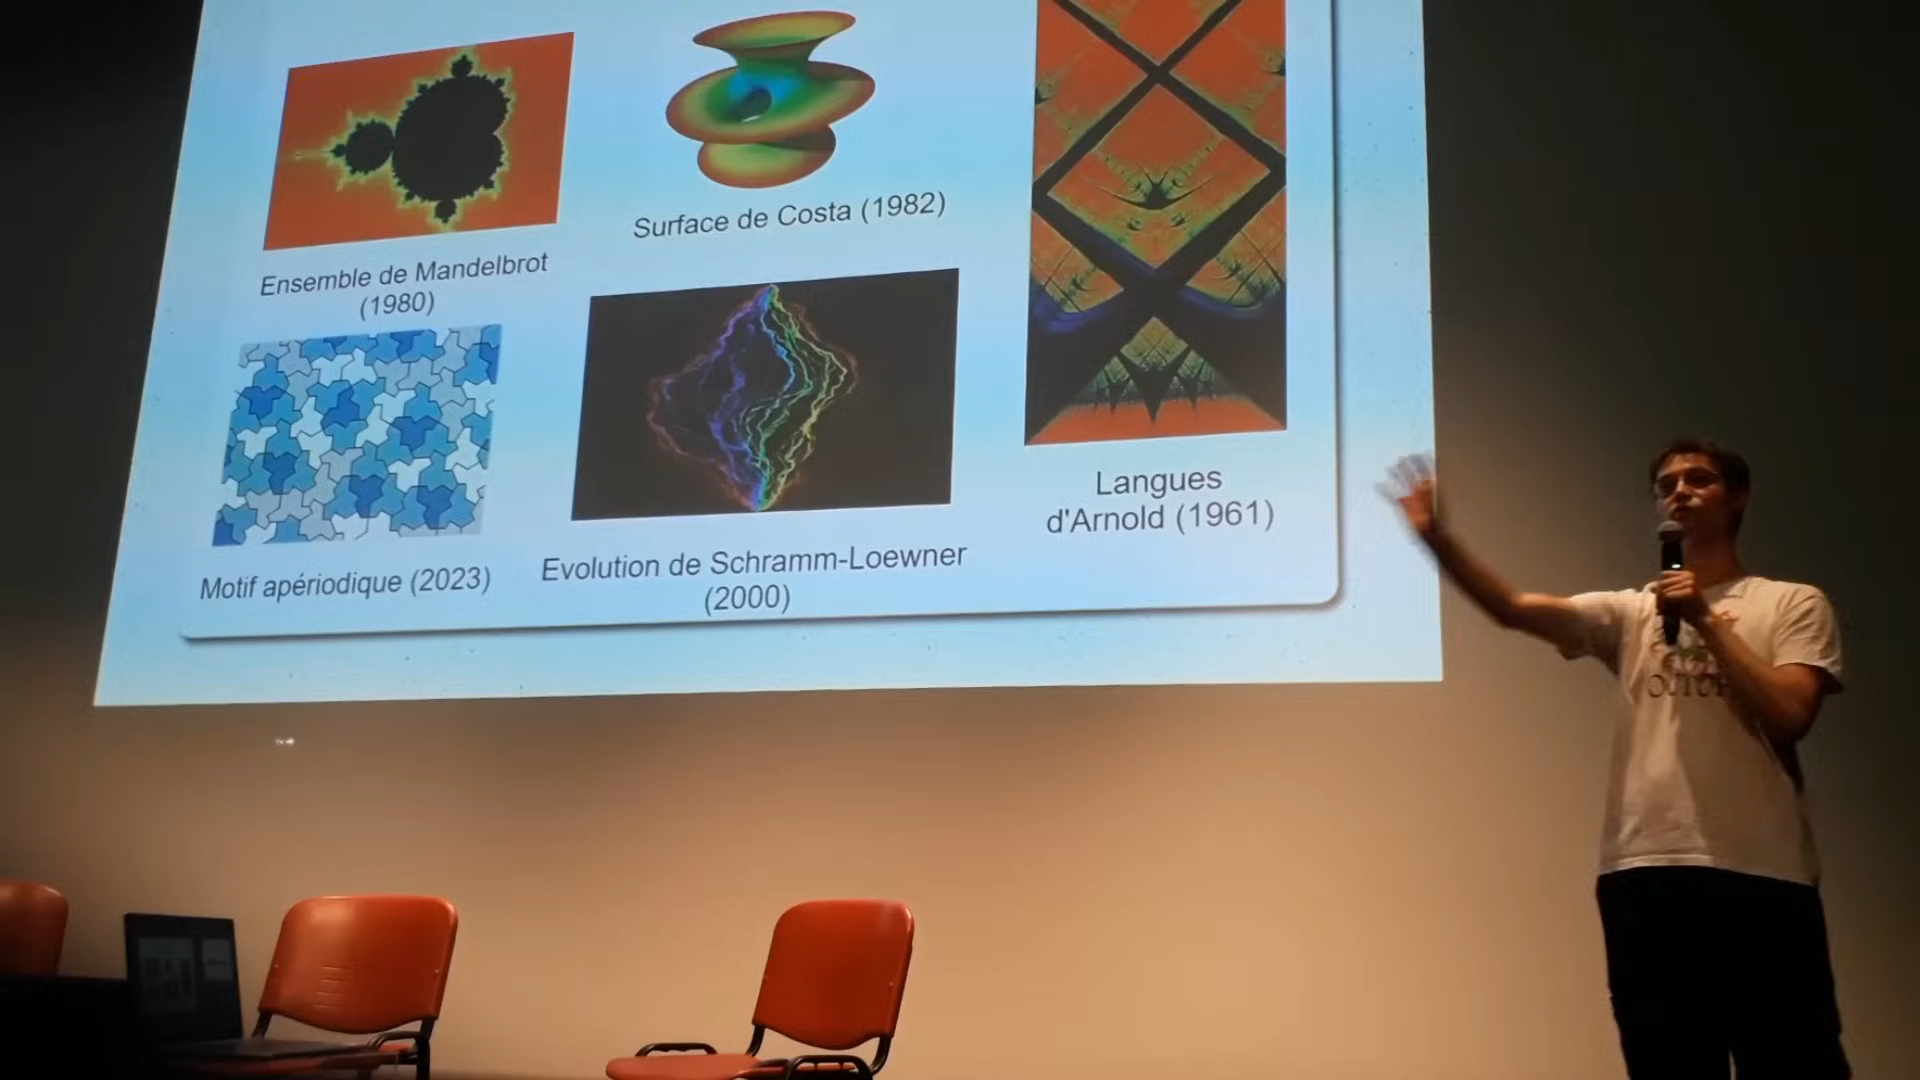 Surface de Costa (1982)
Ensemble de Mandelbrot
(1980)
Langues
d'Arnold (1961)
Evolution de Schramm-Loewner
(2000)
Motif apériodique (2023)